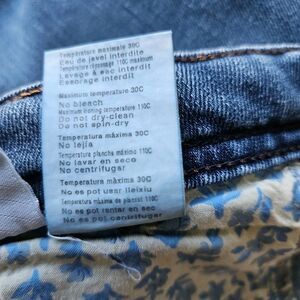 Température maximale 30C
Eau de javel interdite
Température repassage 110C maximum
Lavage à sec interdit
Essorage interdit
Maximum temperature 30C
No bleach
Maximum ironing temperature 110C
Do not dry-clean
Do not spin-dry
Temperatura máxima 30C
No lejía
Temperatura plancha máximo 110C
No lavar en seco
No centrifugar
Temperatura màxima 30C
No es pot usar lleixiu
Temperatura màxima de planxat 110C
No es pot rentar en sec
No es pot centrifugar